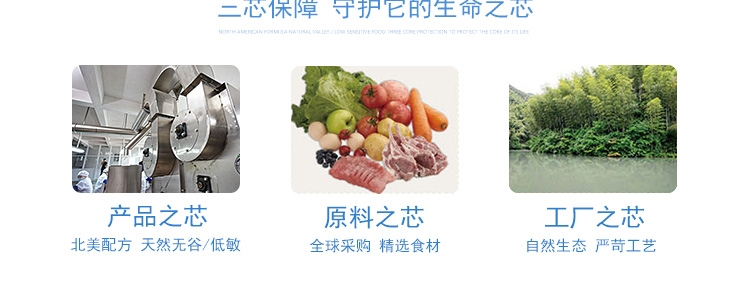 三芯保障 守护它的生命之芯
NORTH AMERICAN FORMULA NATURAL VALLEY / LOW SENSITIVE FOOD THREE CORE PROTECTION TO PROTECT THE CORE OF ITS LIFE
产品之芯
北美配方 天然无谷/低敏
原料之芯
全球采购 精选食材
工厂之芯
自然生态 严苛工艺